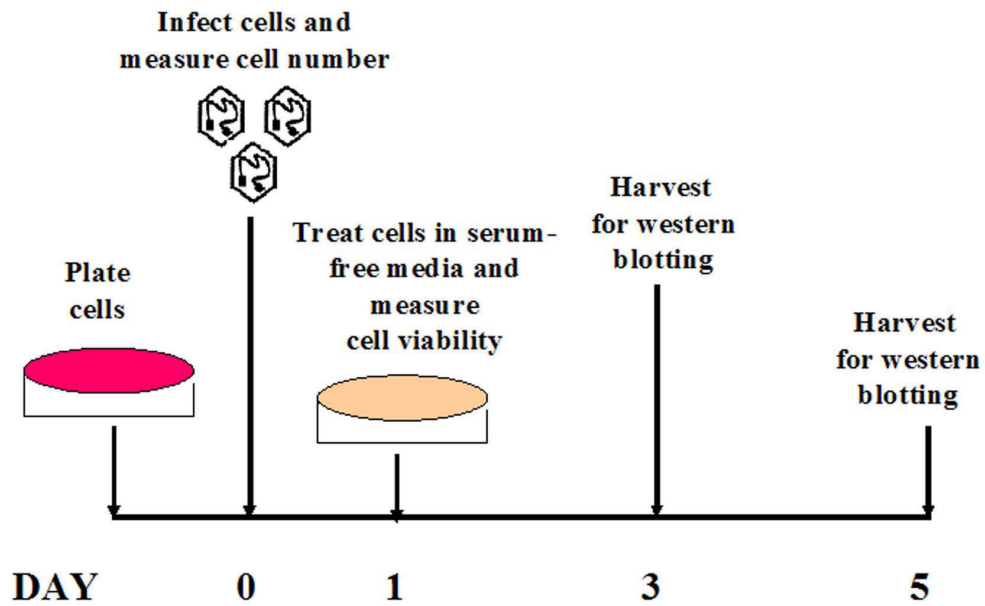 Infect cells and
measure cell number
Plate
cells
Treat cells in serum-
free media and
measure
cell viability
Harvest
for western
blotting
Harvest
for western
blotting
DAY 0 1 3 5